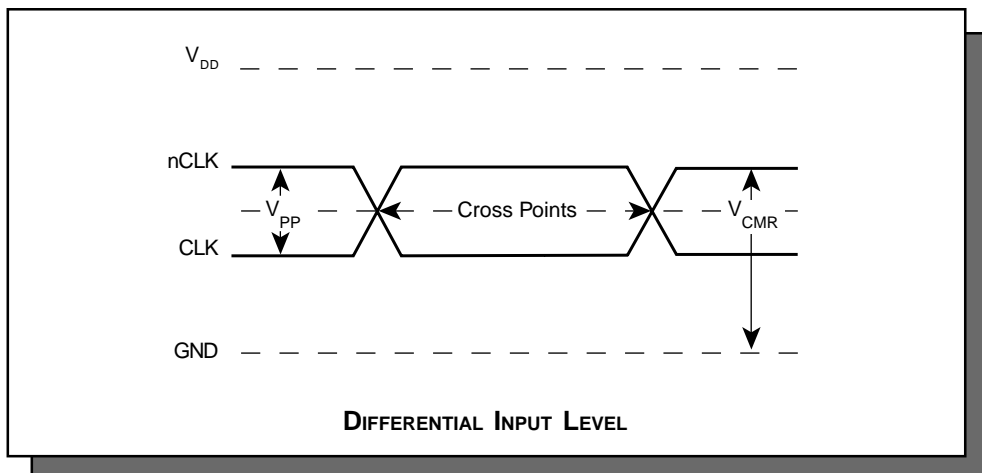 VDD
nCLK
VPP
Cross Points
VCMR
CLK
GND
DIFFERENTIAL INPUT LEVEL